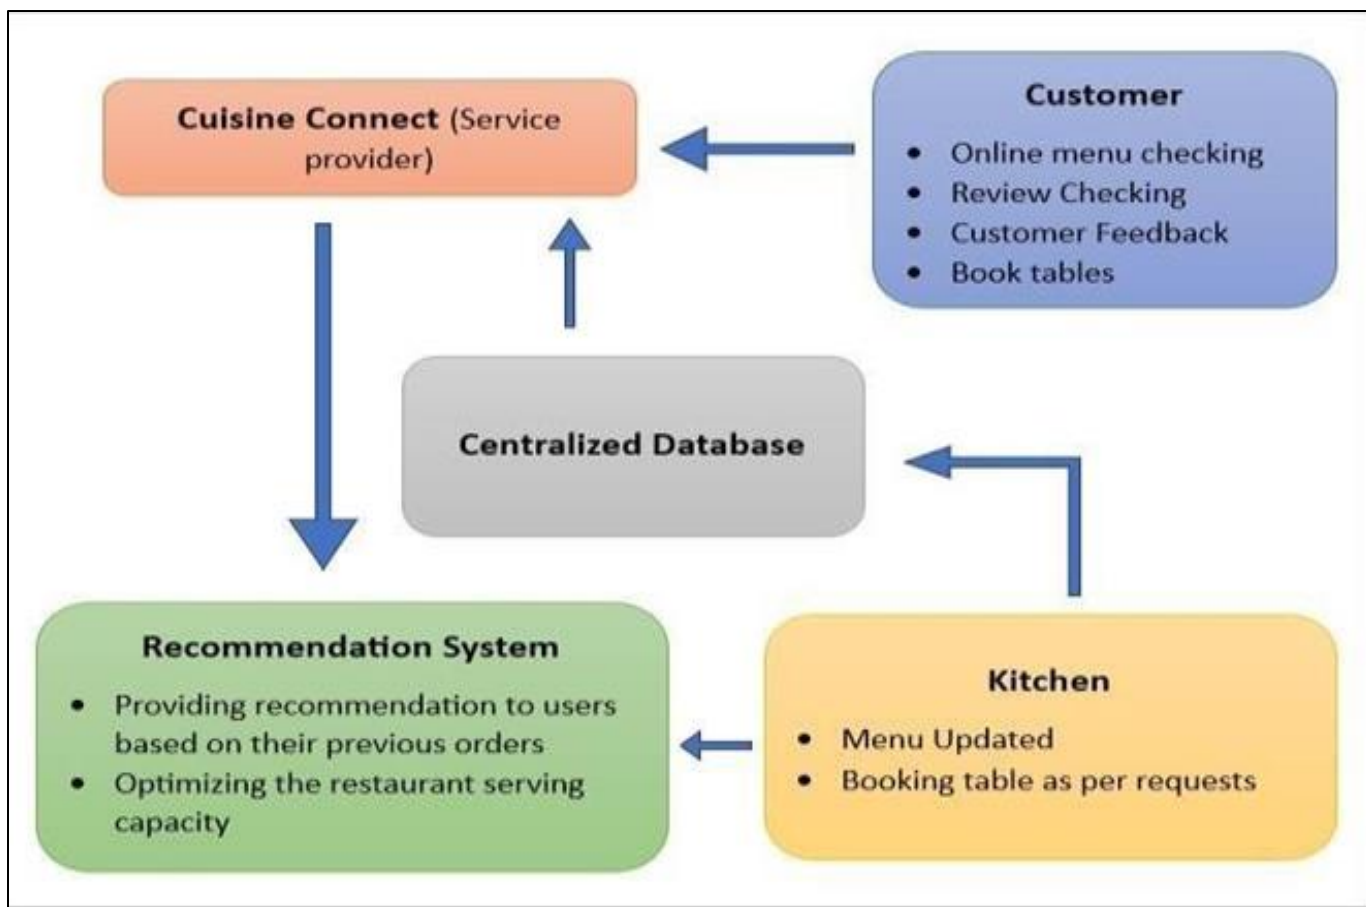 Cuisine Connect (Service
provider)
Customer
• Online menu checking
• Review Checking
• Customer Feedback
• Book tables
Centralized Database
Recommendation System
• Providing recommendation to users
based on their previous orders
• Optimizing the restaurant serving
capacity
Kitchen
• Menu Updated
• Booking table as per requests